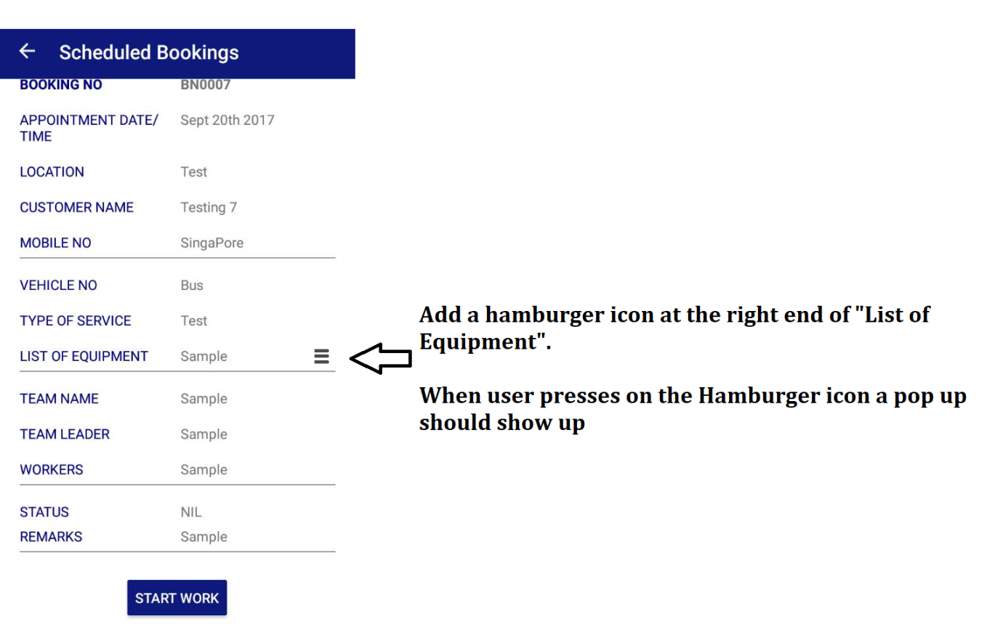 Scheduled Bookings
BOOKING NO BN0007
APPOINTMENT DATE/ Sept 20th 2017
TIME
LOCATION Test
CUSTOMER NAME Testing 7
MOBILE NO SingaPore
VEHICLE NO Bus
TYPE OF SERVICE Test
LIST OF EQUIPMENT Sample
TEAM NAME Sample
TEAM LEADER Sample
WORKERS Sample
STATUS NIL
REMARKS Sample
START WORK
Add a hamburger icon at the right end of "List of
Equipment".
When user presses on the Hamburger icon a pop up
should show up